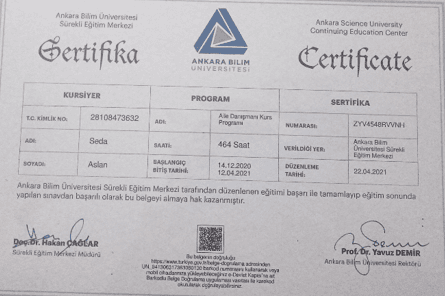 Ankara Bilim Üniversitesi
Sürekli Eğitim Merkezi
Sertifika
ANKARA BİLİM
ÜNİVERSİTESİ
Ankara Science University
Continuing Education Center
Certificate
KURSİYER
PROGRAM
SERTİFİKA
T.C. KİMLİK NO: 28108473632
ADI: Aile Danışmanı Kurs Programı
NUMARASI: ZYV4548RVVNH
ADI: Seda
SAATİ: 464 Saat
VERİLDİĞİ YER: Ankara Bilim Üniversitesi Sürekli Eğitim Merkezi
SOYADI: Aslan
BAŞLANGIÇ BİTİŞ TARİHİ: 14.12.2020 12.04.2021
DÜZENLEME TARİHİ: 22.04.2021
Ankara Bilim Üniversitesi Sürekli Eğitim Merkezi tarafından düzenlenen eğitimi başarı ile tamamlayıp eğitim sonunda
yapılan sınavdan başarılı olarak bu belgeyi almaya hak kazanmıştır.
Doç. Dr. Hakan ÇAĞLAR
Sürekli Eğitim Merkezi Müdürü
Bu belgenin doğruluğu
Prof. Dr. Yavuz DEMİR
Ankara Bilim Üniversitesi Rektörü